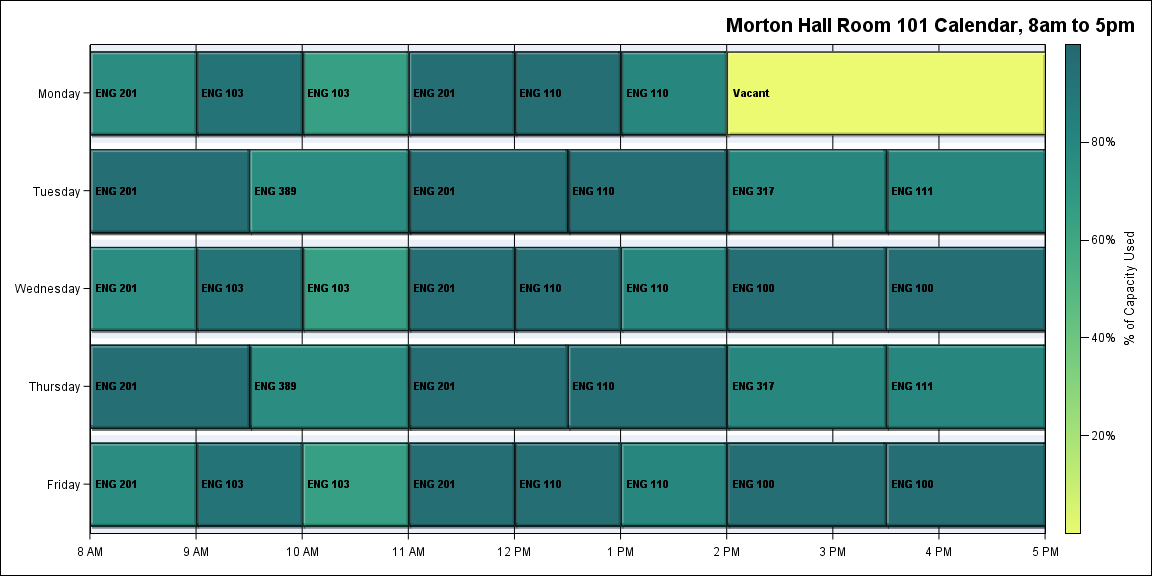 Morton Hall Room 101 Calendar, 8am to 5pm
Monday
ENG 201
ENG 103
ENG 103
ENG 201
ENG 110
ENG 110
Vacant
Tuesday
ENG 201
ENG 389
ENG 201
ENG 110
ENG 317
ENG 111
Wednesday
ENG 201
ENG 103
ENG 103
ENG 201
ENG 110
ENG 110
ENG 100
ENG 100
Thursday
ENG 201
ENG 389
ENG 201
ENG 110
ENG 317
ENG 111
Friday
ENG 201
ENG 103
ENG 103
ENG 201
ENG 110
ENG 110
ENG 100
ENG 100
8 AM
9 AM
10 AM
11 AM
12 PM
1 PM
2 PM
3 PM
4 PM
5 PM
80%
60%
40%
20%
% of Capacity Used